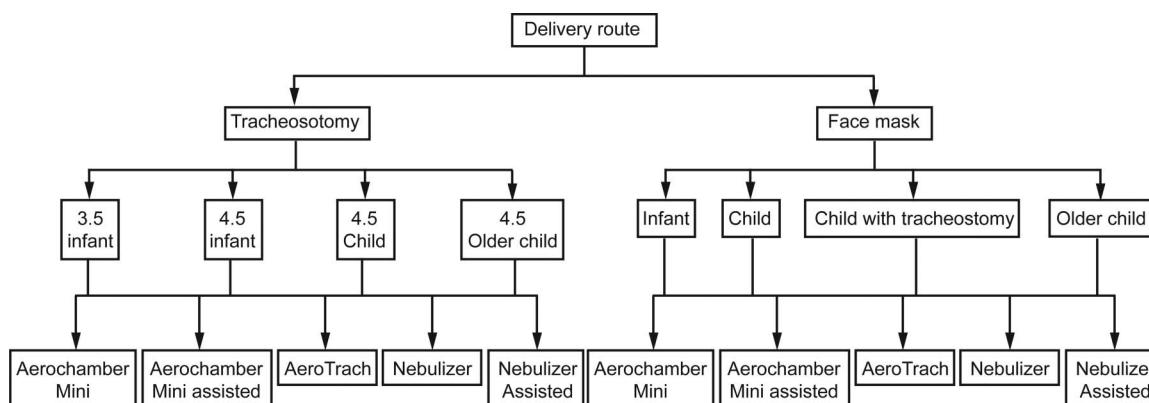 Delivery route
Tracheosotomy
Face mask
3.5
infant
4.5
infant
4.5
Child
4.5
Older child
Infant
Child
Child with tracheostomy
Older child
Aerochamber
Mini
Aerochamber
Mini assisted
AeroTrach
Nebulizer
Nebulizer
Assisted
Aerochamber
Mini
Aerochamber
Mini assisted
AeroTrach
Nebulizer
Nebulizer
Assisted